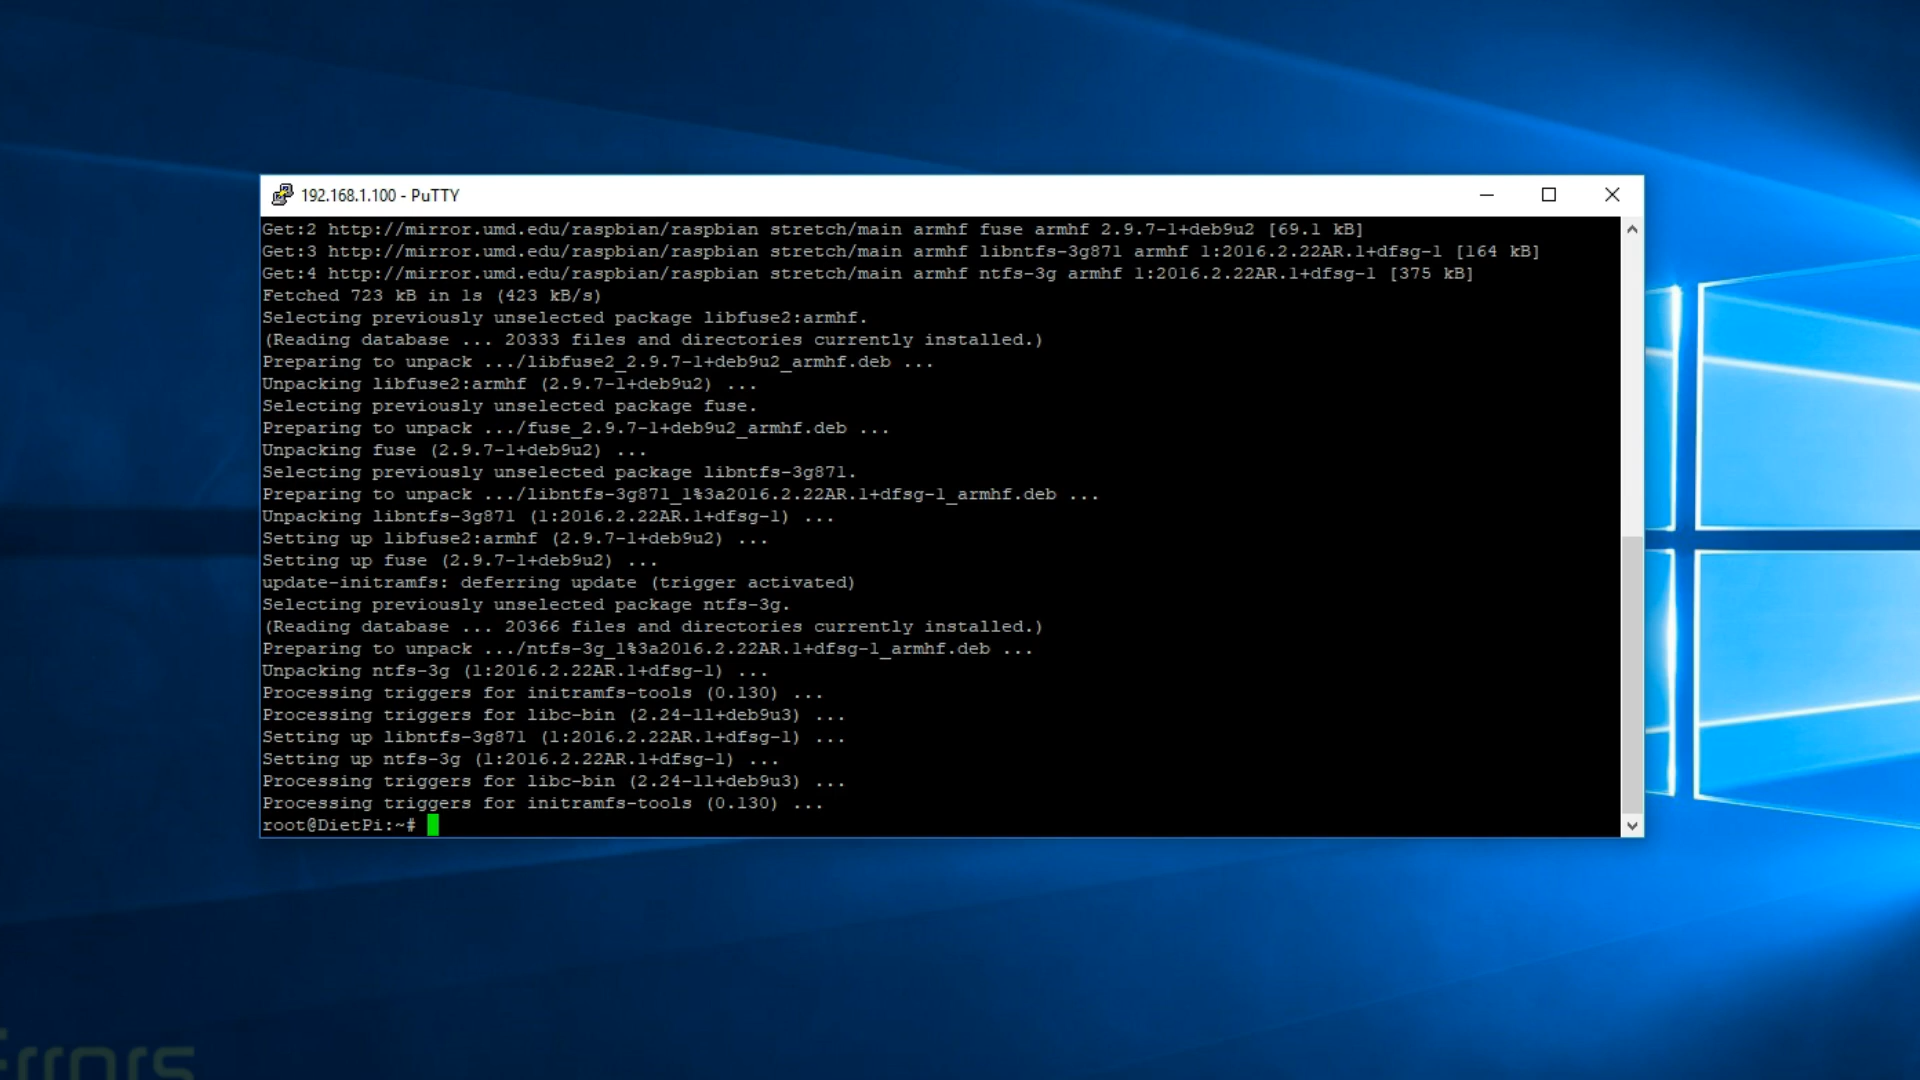 192.168.1.100 - PuTTY
Get:2 http://mirror.umd.edu/raspbian/raspbian stretch/main armhf fuse armhf 2.9.7-1+deb9u2 [69.1 kB]
Get:3 http://mirror.umd.edu/raspbian/raspbian stretch/main armhf libntfs-3g871 armhf 1:2016.2.22AR.1+dfsg-1 [164 kB]
Get:4 http://mirror.umd.edu/raspbian/raspbian stretch/main armhf ntfs-3g armhf 1:2016.2.22AR.1+dfsg-1 [375 kB]
Fetched 723 kB in 1s (423 kB/s)
Selecting previously unselected package libfuse2:armhf.
(Reading database ... 20333 files and directories currently installed.)
Preparing to unpack .../libfuse2_2.9.7-1+deb9u2_armhf.deb ...
Unpacking libfuse2:armhf (2.9.7-1+deb9u2) ...
Selecting previously unselected package fuse.
Preparing to unpack .../fuse_2.9.7-1+deb9u2_armhf.deb ...
Unpacking fuse (2.9.7-1+deb9u2) ...
Selecting previously unselected package libntfs-3g871.
Preparing to unpack .../libntfs-3g871_1%3a2016.2.22AR.1+dfsg-1_armhf.deb ...
Unpacking libntfs-3g871 (1:2016.2.22AR.1+dfsg-1) ...
Setting up libfuse2:armhf (2.9.7-1+deb9u2) ...
Setting up fuse (2.9.7-1+deb9u2) ...
update-initramfs: deferring update (trigger activated)
Selecting previously unselected package ntfs-3g.
(Reading database ... 20366 files and directories currently installed.)
Preparing to unpack .../ntfs-3g_1%3a2016.2.22AR.1+dfsg-1_armhf.deb ...
Unpacking ntfs-3g (1:2016.2.22AR.1+dfsg-1) ...
Processing triggers for initramfs-tools (0.130) ...
Processing triggers for libc-bin (2.24-11+deb9u3) ...
Setting up libntfs-3g871 (1:2016.2.22AR.1+dfsg-1) ...
Setting up ntfs-3g (1:2016.2.22AR.1+dfsg-1) ...
Processing triggers for libc-bin (2.24-11+deb9u3) ...
Processing triggers for initramfs-tools (0.130) ...
root@DietPi:~#
Errors